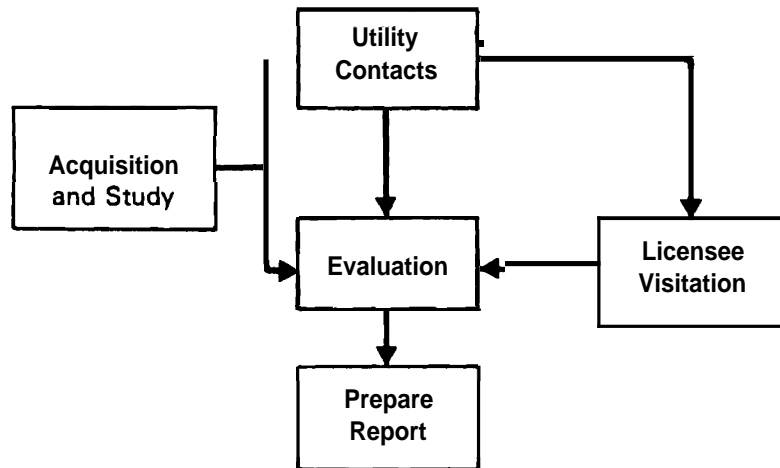 Utility
Contacts
Acquisition
and Study
Evaluation
Licensee
Visitation
Prepare
Report